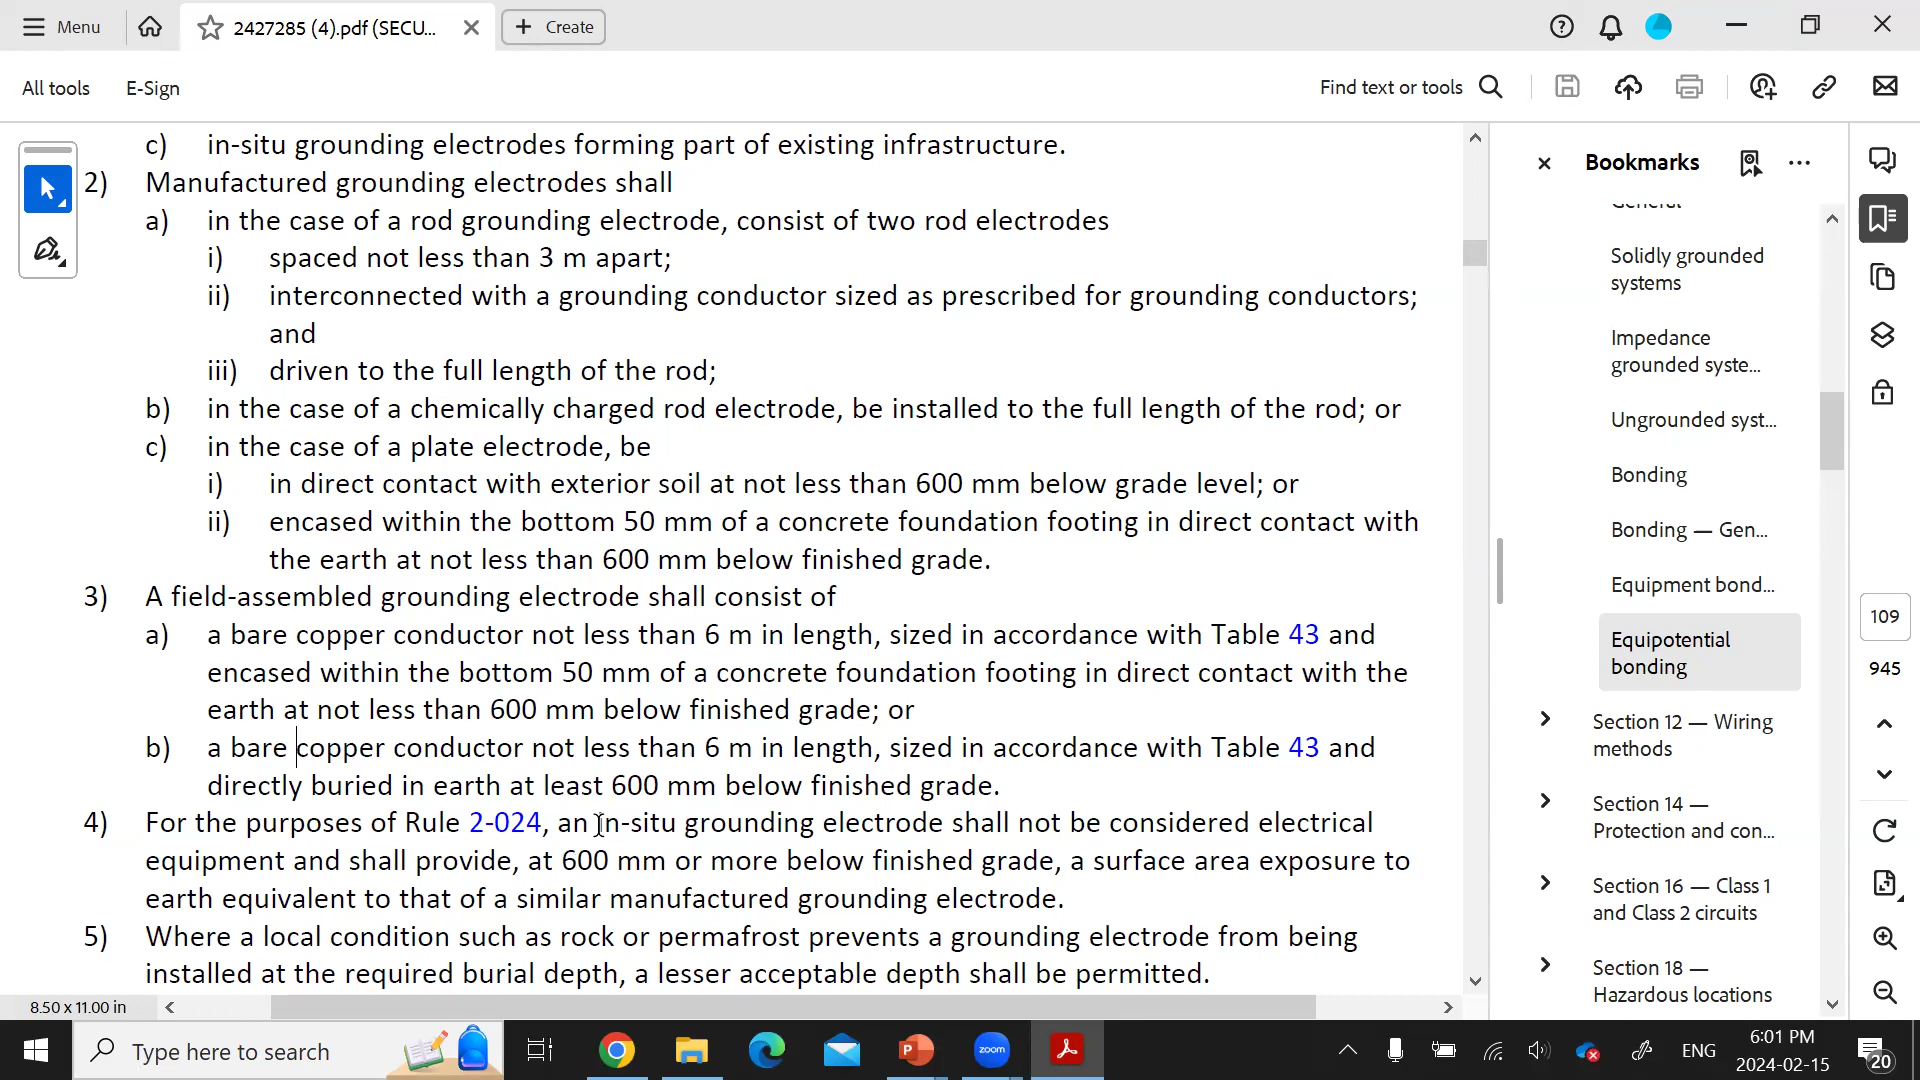 Menu
2427285 (4).pdf (SECU...
Create
All tools
E-Sign
Find text or tools
c) in-situ grounding electrodes forming part of existing infrastructure.
2) Manufactured grounding electrodes shall
a) in the case of a rod grounding electrode, consist of two rod electrodes
i) spaced not less than 3 m apart;
ii) interconnected with a grounding conductor sized as prescribed for grounding conductors;
and
iii) driven to the full length of the rod;
b) in the case of a chemically charged rod electrode, be installed to the full length of the rod; or
c) in the case of a plate electrode, be
i) in direct contact with exterior soil at not less than 600 mm below grade level; or
ii) encased within the bottom 50 mm of a concrete foundation footing in direct contact with
the earth at not less than 600 mm below finished grade.
3) A field-assembled grounding electrode shall consist of
a) a bare copper conductor not less than 6 m in length, sized in accordance with Table 43 and
encased within the bottom 50 mm of a concrete foundation footing in direct contact with the
earth at not less than 600 mm below finished grade; or
b) a bare copper conductor not less than 6 m in length, sized in accordance with Table 43 and
directly buried in earth at least 600 mm below finished grade.
4) For the purposes of Rule 2-024, an in-situ grounding electrode shall not be considered electrical
equipment and shall provide, at 600 mm or more below finished grade, a surface area exposure to
earth equivalent to that of a similar manufactured grounding electrode.
5) Where a local condition such as rock or permafrost prevents a grounding electrode from being
installed at the required burial depth, a lesser acceptable depth shall be permitted.
8.50 x 11.00 in
Bookmarks
General
Solidly grounded
systems
Impedance
grounded syste...
Ungrounded syst...
Bonding
Bonding — Gen...
Equipment bond...
Equipotential
bonding
Section 12 — Wiring
methods
Section 14 —
Protection and con...
Section 16 — Class 1
and Class 2 circuits
Section 18 —
Hazardous locations
109
945
Type here to search
zoom
ENG
6:01 PM
2024-02-15
20